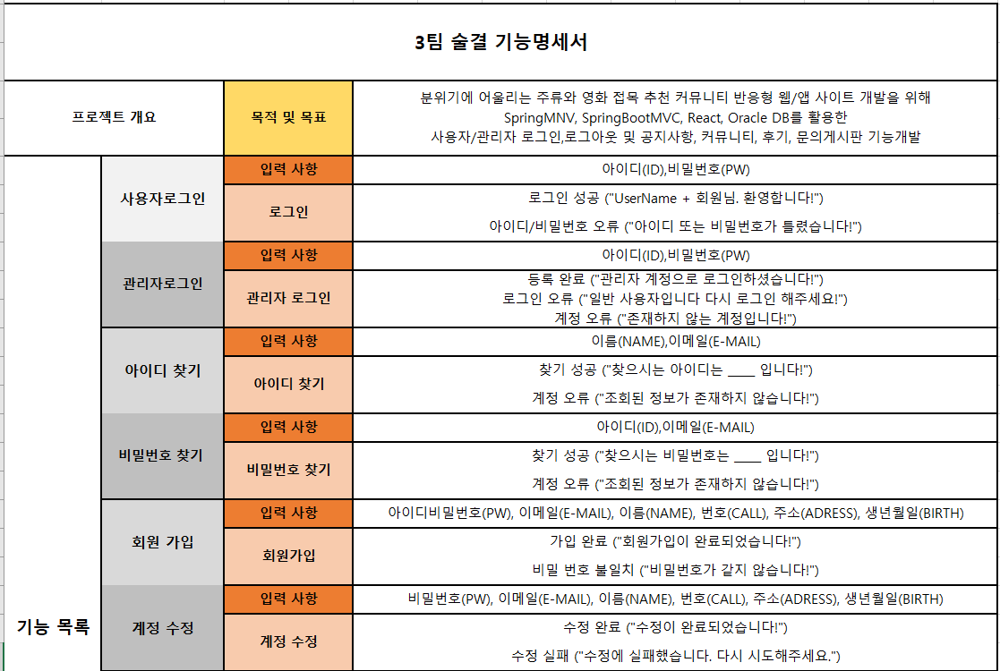 3팀 술결 기능명세서
프로젝트 개요
목적 및 목표
분위기에 어울리는 주류와 영화 접목 추천 커뮤니티 반응형 웹/앱 사이트 개발을 위해
SpringMNV, SpringBootMVC, React, Oracle DB를 활용한
사용자/관리자 로그인,로그아웃 및 공지사항, 커뮤니티, 후기, 문의게시판 기능개발
기능 목록
사용자로그인
입력 사항
아이디(ID),비밀번호(PW)
로그인
로그인 성공 ("UserName + 회원님. 환영합니다!")
아이디/비밀번호 오류 ("아이디 또는 비밀번호가 틀렸습니다!")
관리자로그인
입력 사항
아이디(ID),비밀번호(PW)
관리자 로그인
등록 완료 ("관리자 계정으로 로그인하셨습니다!")
로그인 오류 ("일반 사용자입니다 다시 로그인 해주세요!")
계정 오류 ("존재하지 않는 계정입니다!")
아이디 찾기
입력 사항
이름(NAME),이메일(E-MAIL)
아이디 찾기
찾기 성공 ("찾으시는 아이디는 ____ 입니다!")
계정 오류 ("조회된 정보가 존재하지 않습니다!")
비밀번호 찾기
입력 사항
아이디(ID),이메일(E-MAIL)
비밀번호 찾기
찾기 성공 ("찾으시는 비밀번호는 ____ 입니다!")
계정 오류 ("조회된 정보가 존재하지 않습니다!")
회원 가입
입력 사항
아이디비밀번호(PW), 이메일(E-MAIL), 이름(NAME), 번호(CALL), 주소(ADRESS), 생년월일(BIRTH)
회원가입
가입 완료 ("회원가입이 완료되었습니다!")
비밀 번호 불일치 ("비밀번호가 같지 않습니다!")
계정 수정
입력 사항
비밀번호(PW), 이메일(E-MAIL), 이름(NAME), 번호(CALL), 주소(ADRESS), 생년월일(BIRTH)
계정 수정
수정 완료 ("수정이 완료되었습니다!")
수정 실패 ("수정에 실패했습니다. 다시 시도해주세요.")